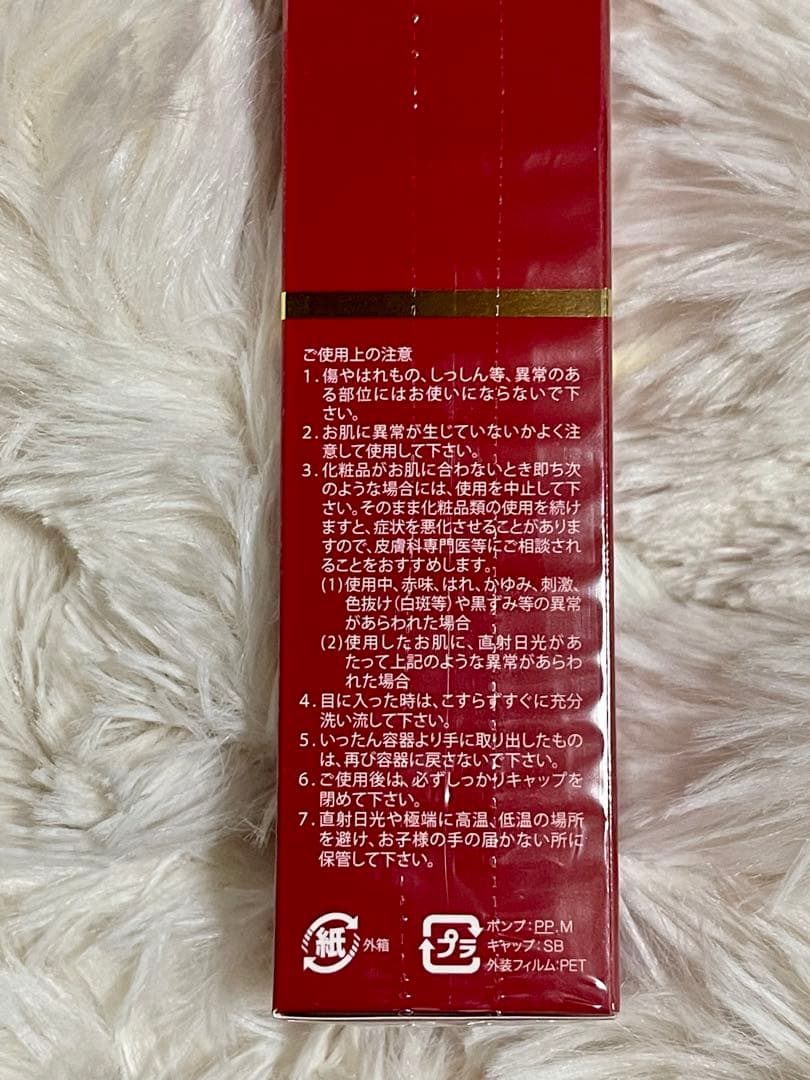 ご使用上の注意
1.傷やはれもの、しっしん等、異常のあ
る部位にはお使いにならないで下
さい。
2.お肌に異常が生じていないかよく注
意して使用して下さい。
3.化粧品がお肌に合わないとき即ち次
のような場合には、使用を中止して下
さい。そのまま化粧品類の使用を続け
ますと、症状を悪化させることがありま
すので、皮膚科専門医等にご相談され
ることをおすすめします。
(1)使用中、赤味、はれ、かゆみ、刺激、
色抜け(白斑等)や黒ずみ等の異常
があらわれた場合
(2)使用したお肌に、直射日光があ
たって上記のような異常があらわ
れた場合
4.目に入った時は、こすらずすぐに充分
洗い流して下さい。
5.いったん容器より手に取り出したもの
は、再び容器に戻さないで下さい。
6.ご使用後は、必ずしっかりキャップを
閉めて下さい。
7.直射日光や極端に高温、低温の場所
を避け、お子様の手の届かない所に
保管して下さい。
紙 外箱
プラ ポンプ:PP,M
キャップ:SB
外装フィルム:PET